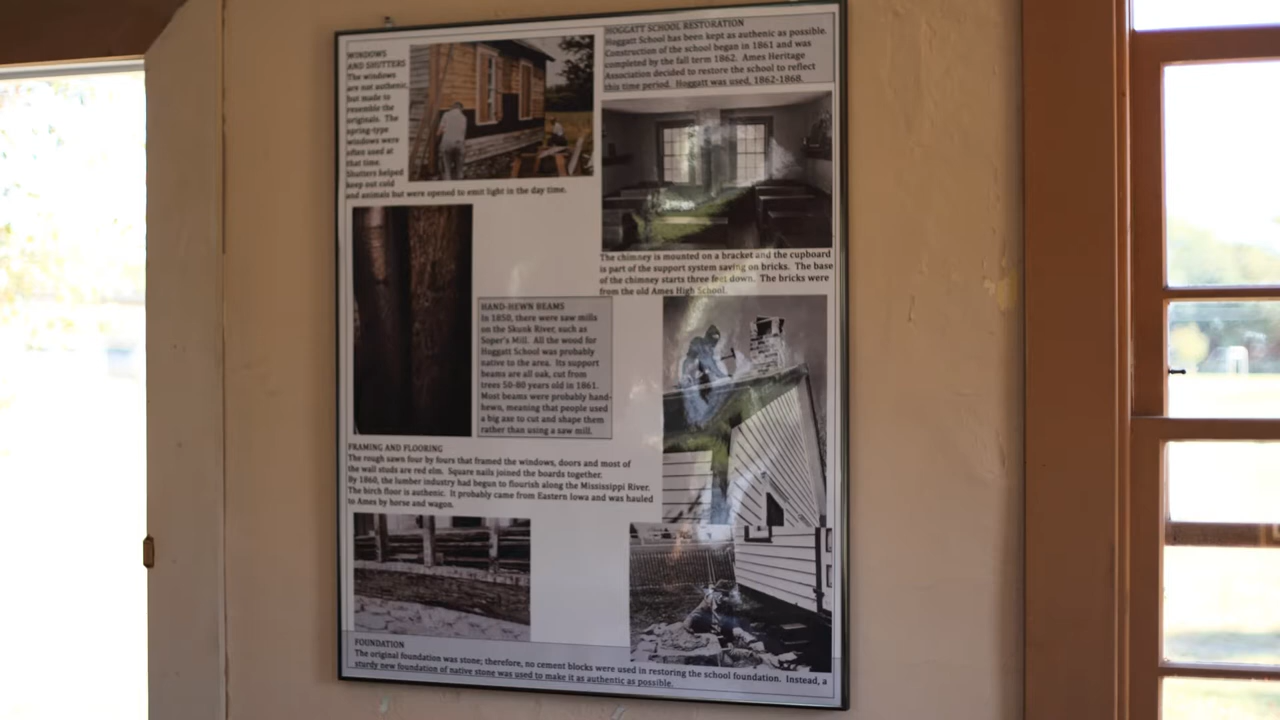 WINDOWS
AND SHUTTERS
The windows
are not authenic,
but made to
resemble the
originals. The
spring-type
windows were
often used at
that time.
Shutters helped
keep out cold
and animals but were opened to emit light in the day time.
HOGGATT SCHOOL RESTORATION
Hoggatt School has been kept as authenic as possible.
Construction of the school began in 1861 and was
completed by the fall term 1862. Ames Heritage
Association decided to restore the school to reflect
this time period. Hoggatt was used, 1862-1868.
The chimney is mounted on a bracket and the cupboard
is part of the support system saving on bricks. The base
of the chimney starts three feet down. The bricks were
from the old Ames High School.
HAND-HEWN BEAMS
In 1850, there were saw mills
on the Skunk River, such as
Soper's Mill. All the wood for
Hoggatt School was probably
native to the area. Its support
beams are all oak, cut from
trees 50-80 years old in 1861.
Most beams were probably hand-
hewn, meaning that people used
a big axe to cut and shape them
rather than using a saw mill.
FRAMING AND FLOORING
The rough sawn four by fours that framed the windows, doors and most of
the wall studs are red elm. Square nails joined the boards together.
By 1860, the lumber industry had begun to flourish along the Mississippi River.
The birch floor is authenic. It probably came from Eastern Iowa and was hauled
to Ames by horse and wagon.
FOUNDATION
The original foundation was stone; therefore, no cement blocks were used in restoring the school foundation. Instead, a
sturdy new foundation of native stone was used to make it as authentic as possible.